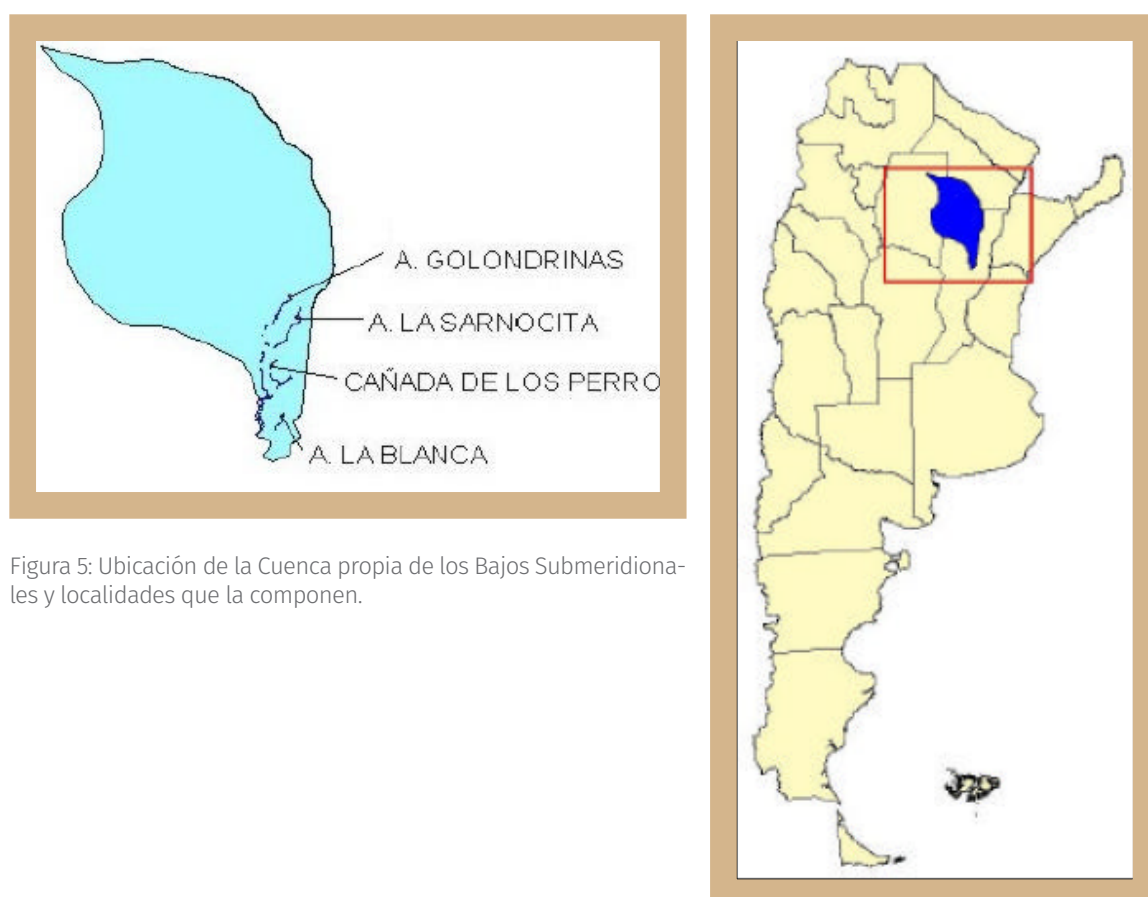 A. GOLONDRINAS
A. LA SARNOCITA
CAÑADA DE LOS PERRO
A. LA BLANCA
Figura 5: Ubicación de la Cuenca propia de los Bajos Submeridiona-
les y localidades que la componen.